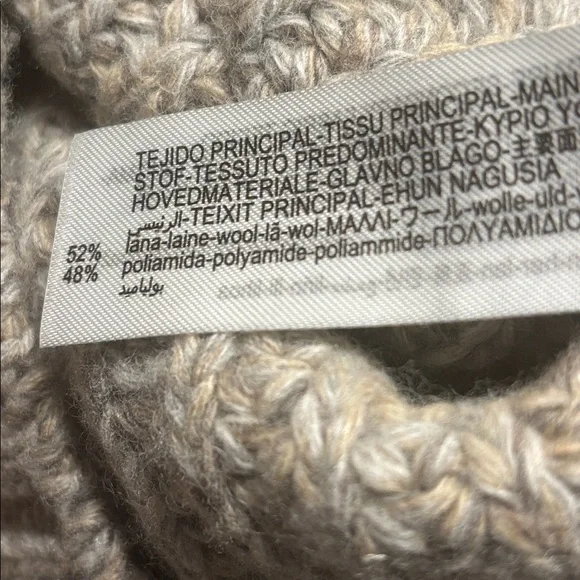 TEJIDO PRINCIPAL-TISSU PRINCIPAL-MAIN
STOF-TESSUTO PREDOMINANTE-ΚΥΡΙΟ
HOVEDMATERIALE-GLAVNO BLAGO-主要面
الرئيسي-TEIXIT PRINCIPAL-EHUN NAGUSIA
52% lana-laine-wool-lã-wol-ΜΑΛΛΙ-ウール-wolle-uld-
48% poliamida-polyamide-poliammide-ΠΟΛΥΑΜΙΔΙΟ
بولياميد